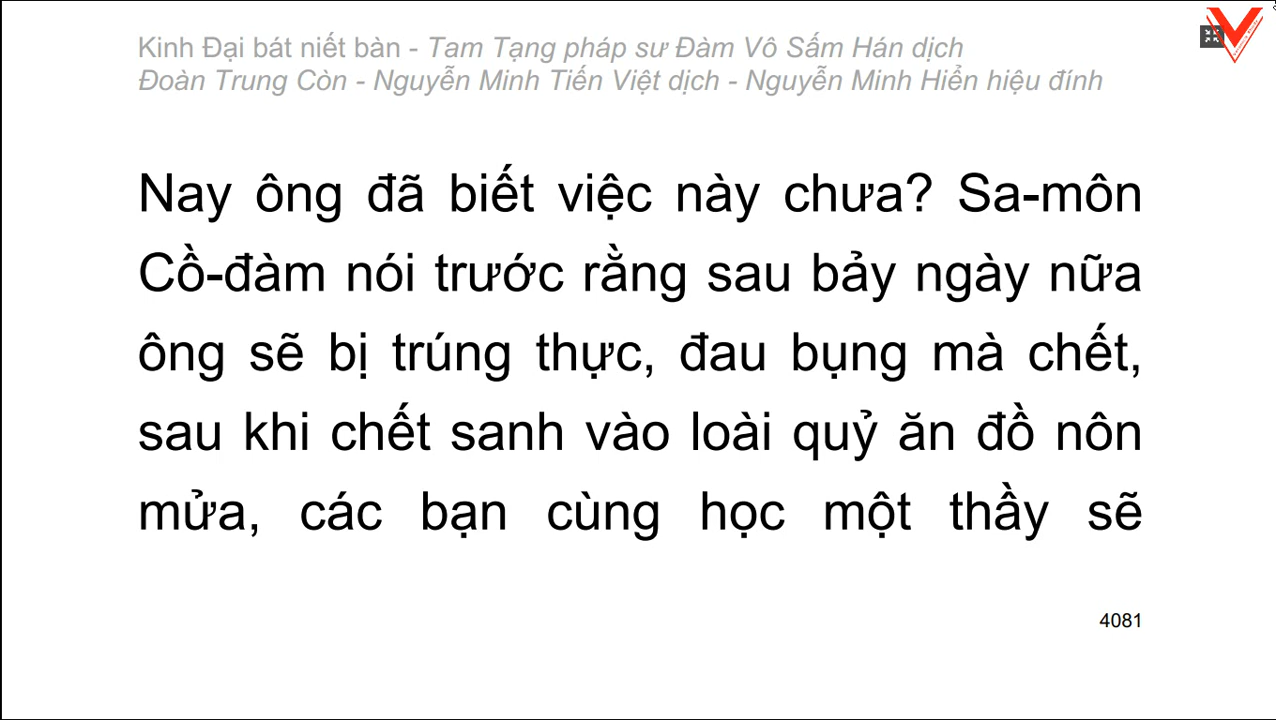 Kinh Đại bát niết bàn - Tam Tạng pháp sư Đàm Vô Sấm Hán dịch
Đoàn Trung Còn - Nguyễn Minh Tiến Việt dịch - Nguyễn Minh Hiển hiệu đính
Nay ông đã biết việc này chưa? Sa-môn
Cồ-đàm nói trước rằng sau bảy ngày nữa
ông sẽ bị trúng thực, đau bụng mà chết,
sau khi chết sanh vào loài quỷ ăn đồ nôn
mửa, các bạn cùng học một thầy sẽ
4081